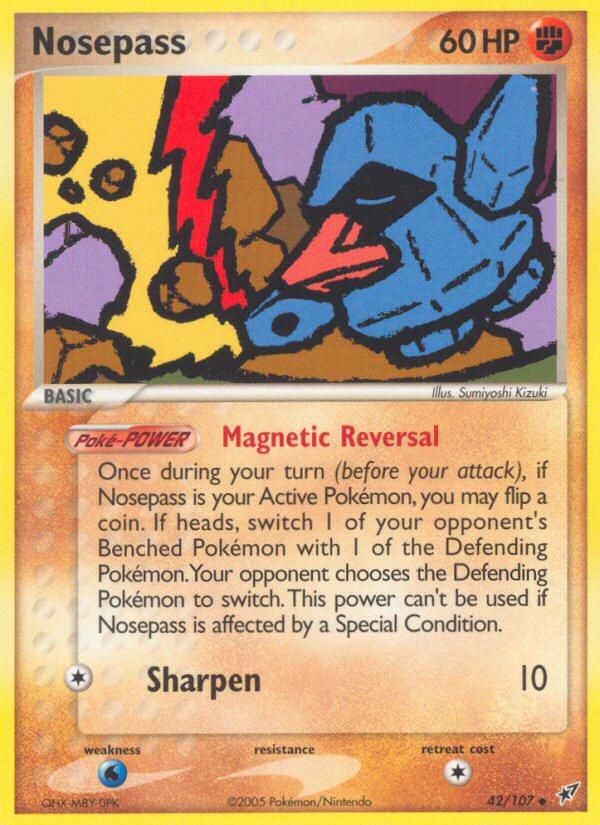 Nosepass 60 HP
BASIC
Illus. Sumiyoshi Kizuki
Poké-POWER Magnetic Reversal
Once during your turn (before your attack), if
Nosepass is your Active Pokémon, you may flip a
coin. If heads, switch 1 of your opponent's
Benched Pokémon with 1 of the Defending
Pokémon. Your opponent chooses the Defending
Pokémon to switch. This power can't be used if
Nosepass is affected by a Special Condition.
Sharpen 10
weakness resistance retreat cost
QHX-MBY-0PK ©2005 Pokémon/Nintendo 42/107